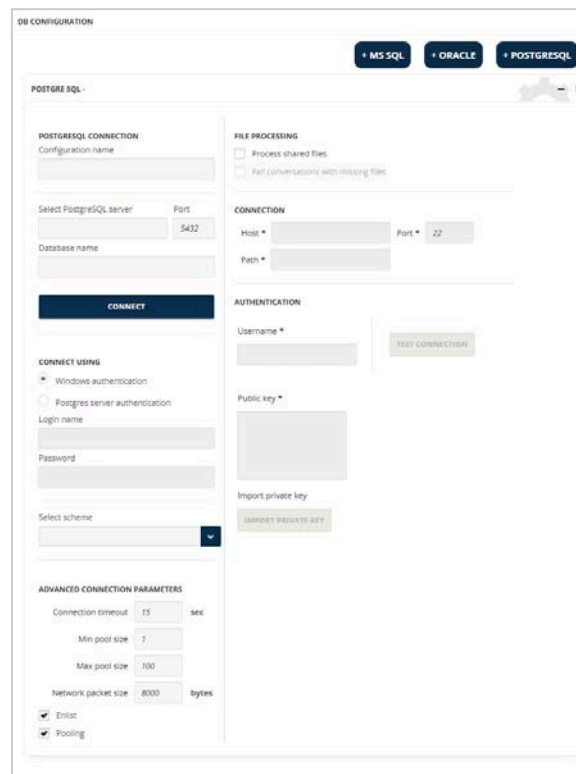 DB CONFIGURATION
+ MS SQL
+ ORACLE
+ POSTGRESQL
POSTGRE SQL -
POSTGRESQL CONNECTION
Configuration name
Select PostgreSQL server
Port
5432
Database name
CONNECT
CONNECT USING
Windows authentication
Postgres server authentication
Login name
Password
Select scheme
ADVANCED CONNECTION PARAMETERS
Connection timeout 15 sec
Min pool size 1
Max pool size 100
Network packet size 8000 bytes
Enlist
Pooling
FILE PROCESSING
Process shared files
Fail conversations with missing files
CONNECTION
Host * Port * 22
Path *
AUTHENTICATION
Username *
TEST CONNECTION
Public key *
Import private key
IMPORT PRIVATE KEY